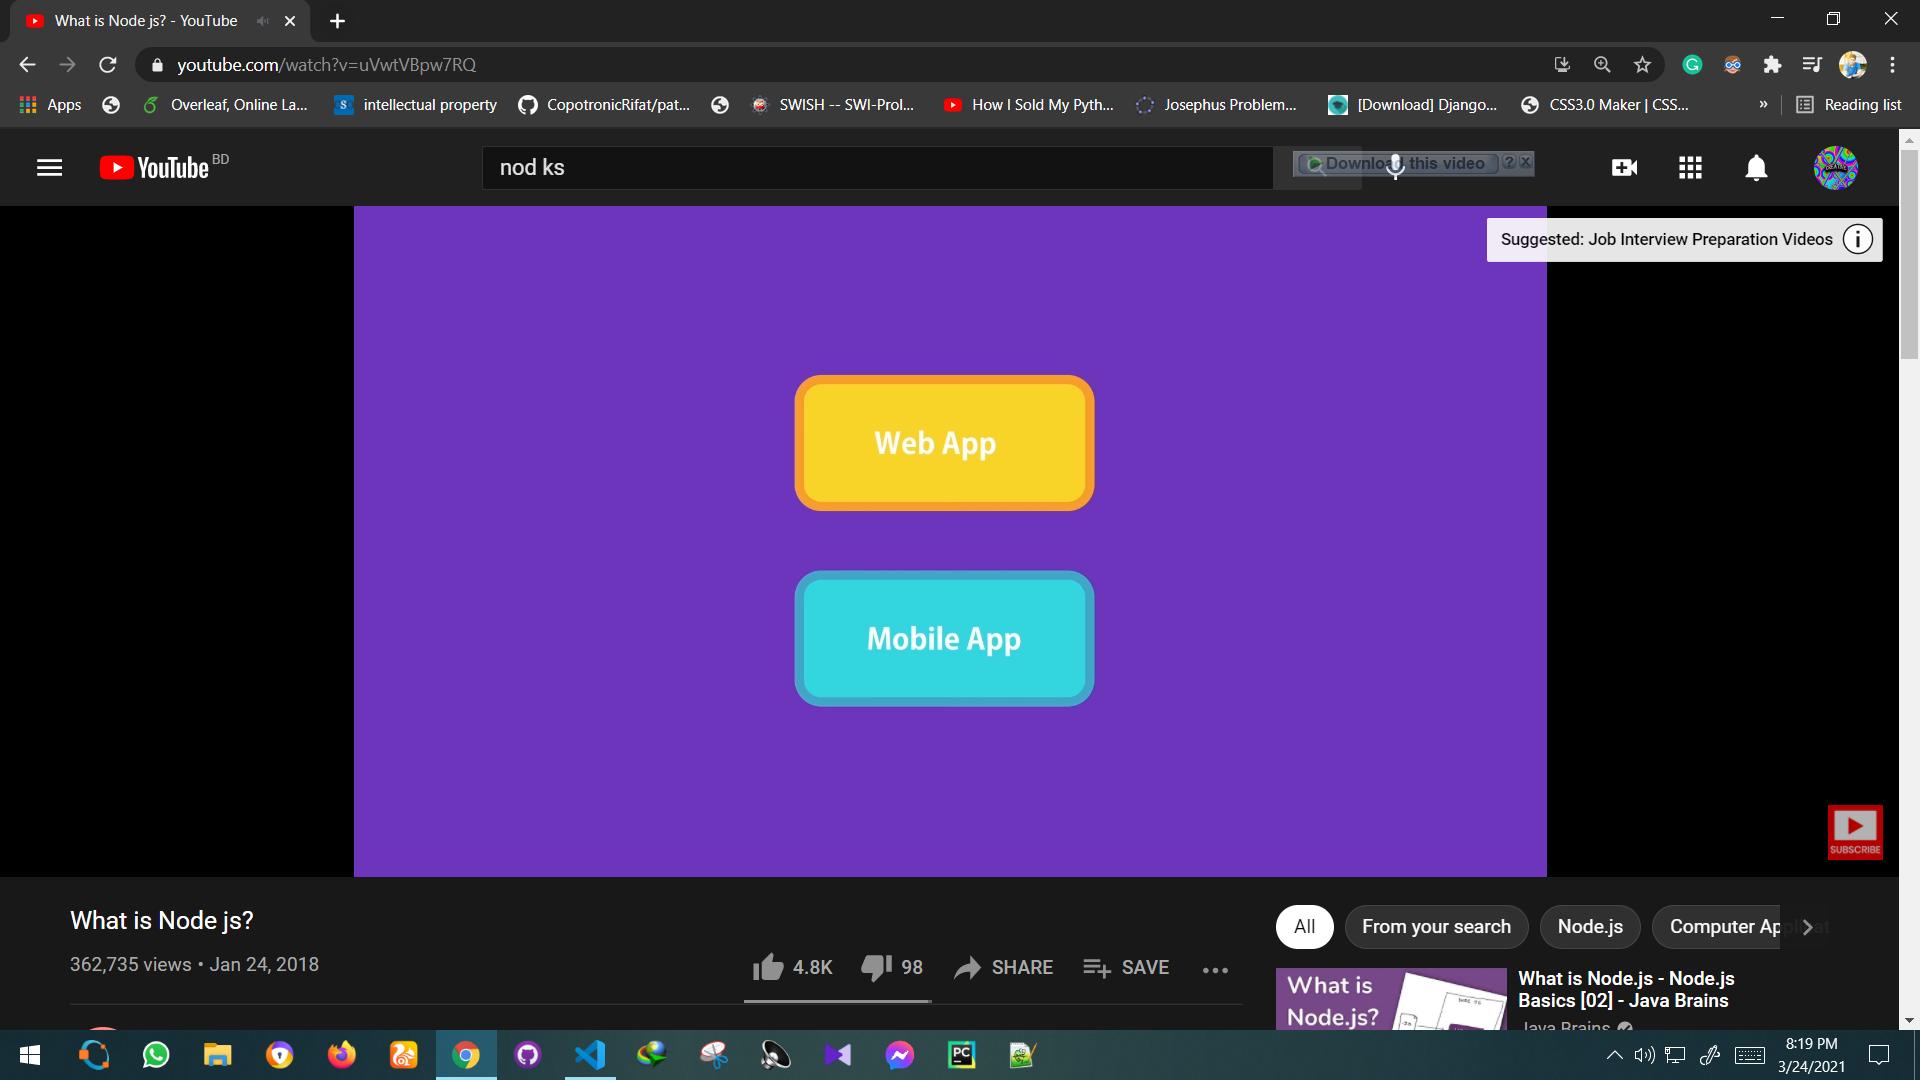 What is Node js? - YouTube
youtube.com/watch?v=uVwtVBpw7RQ
Apps
Overleaf, Online La...
intellectual property
CopotronicRifat/pat...
SWISH -- SWI-Prol...
How I Sold My Pyth...
Josephus Problem...
[Download] Django...
CSS3.0 Maker | CSS...
»
Reading list
YouTube BD
nod ks
Download this video
Suggested: Job Interview Preparation Videos
Web App
Mobile App
SUBSCRIBE
What is Node js?
362,735 views • Jan 24, 2018
4.8K
98
SHARE
SAVE
All
From your search
Node.js
Computer Applicat
What is
Node.js?
What is Node.js - Node.js
Basics [02] - Java Brains
Java Brains
8:19 PM
3/24/2021